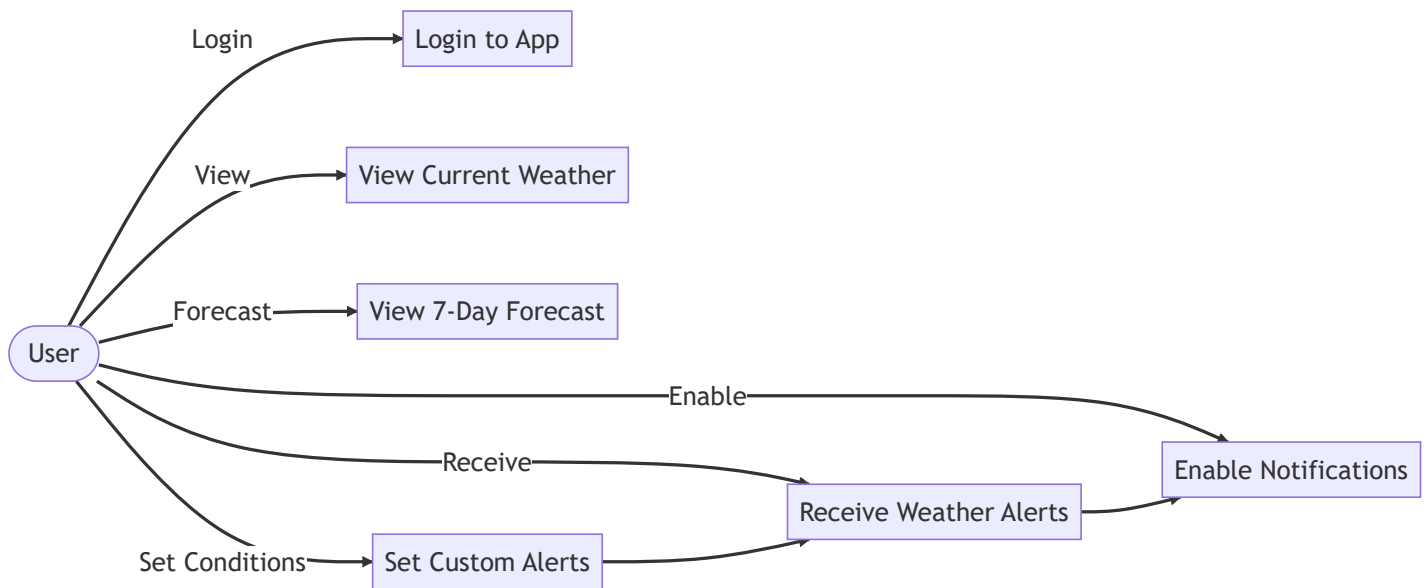 Login
Login to App
View
View Current Weather
Forecast
View 7-Day Forecast
User
Enable
Enable Notifications
Receive
Receive Weather Alerts
Set Conditions
Set Custom Alerts